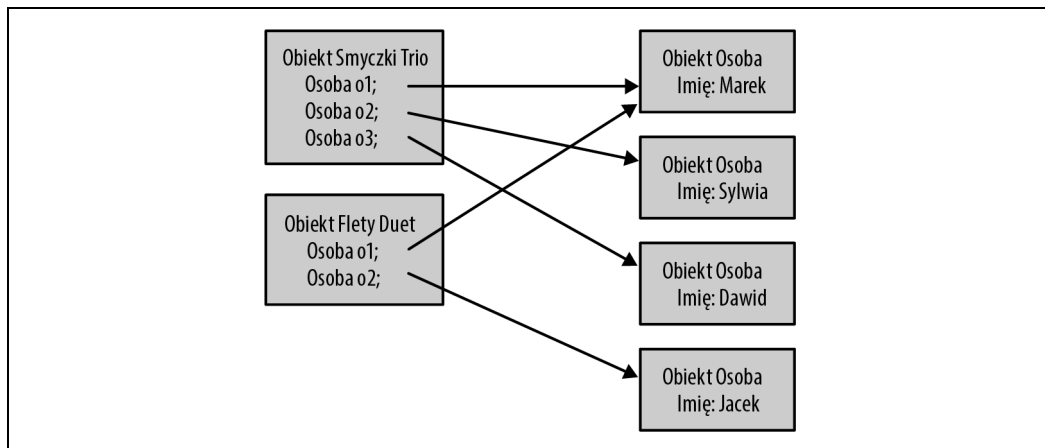 Obiekt Smyczki Trio
Osoba o1;
Osoba o2;
Osoba o3;
Obiekt Flety Duet
Osoba o1;
Osoba o2;
Obiekt Osoba
Imię: Marek
Obiekt Osoba
Imię: Sylwia
Obiekt Osoba
Imię: Dawid
Obiekt Osoba
Imię: Jacek